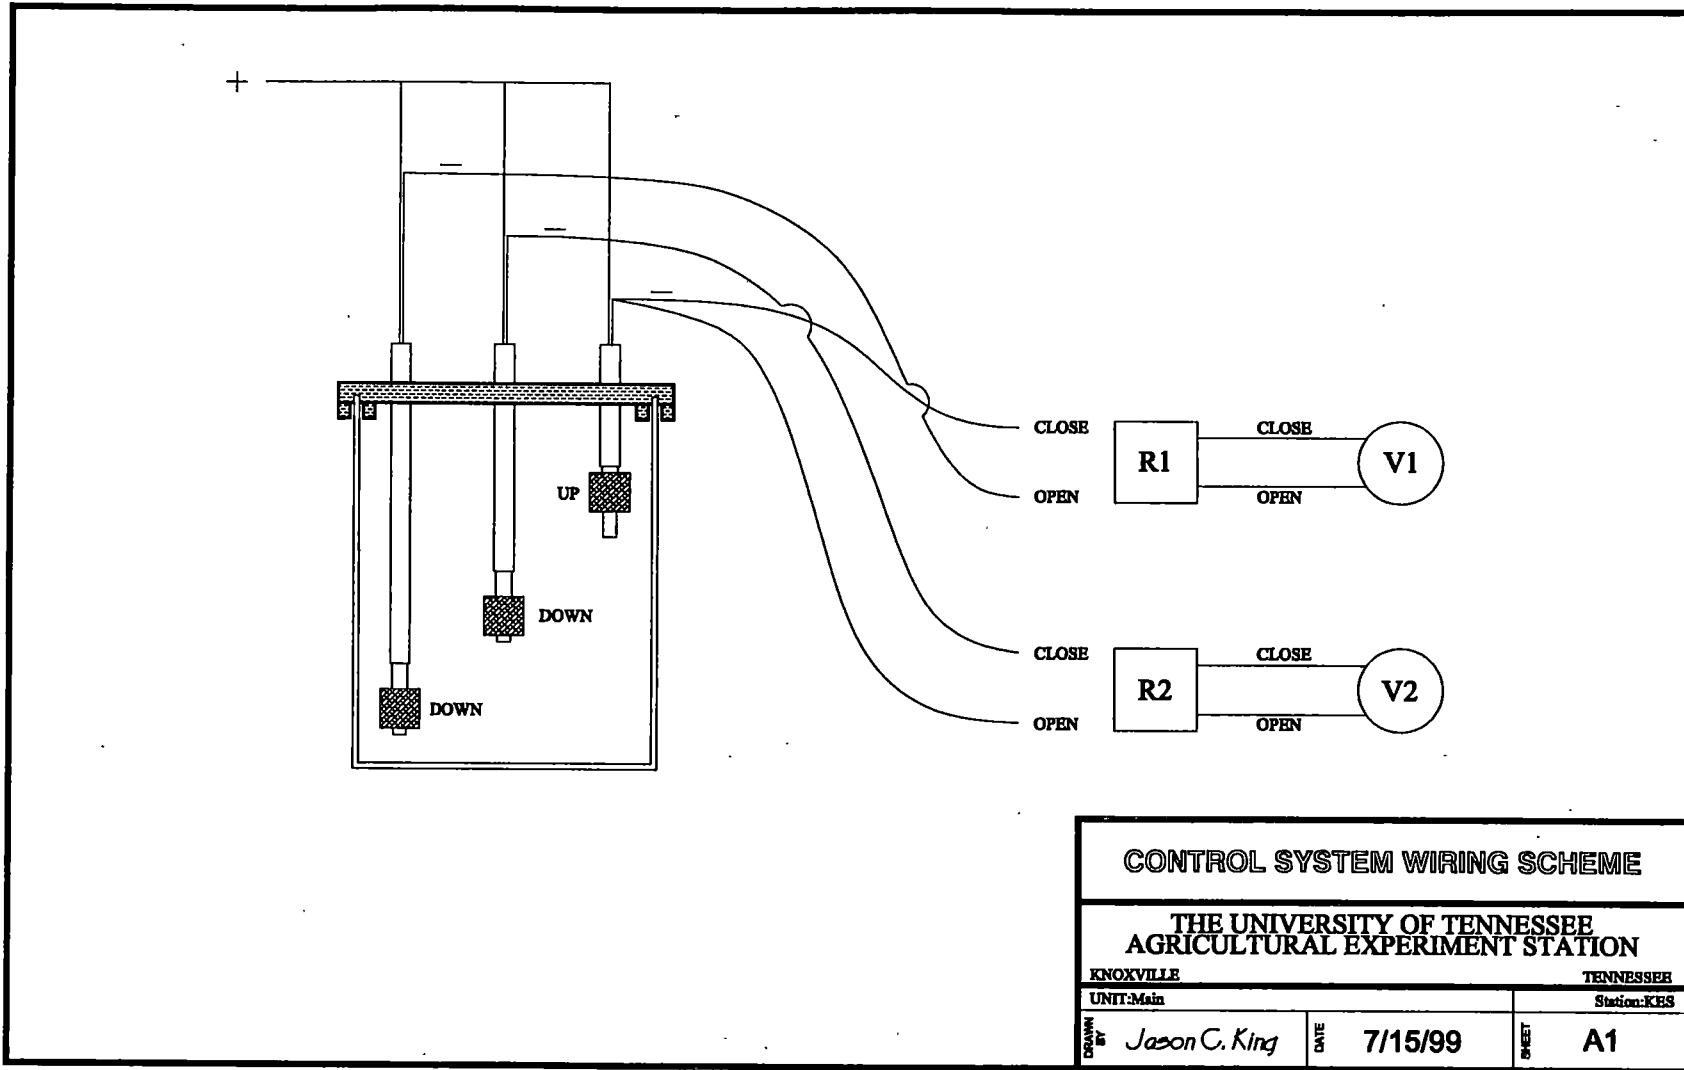 +
UP
DOWN
DOWN
CLOSE
OPEN
R1
CLOSE
OPEN
V1
CLOSE
OPEN
R2
CLOSE
OPEN
V2
CONTROL SYSTEM WIRING SCHEME
THE UNIVERSITY OF TENNESSEE
AGRICULTURAL EXPERIMENT STATION
KNOXVILLE TENNESSEE
UNIT:Main Station:KES
DRAWN BY Jason C. King DATE 7/15/99 SHEET A1